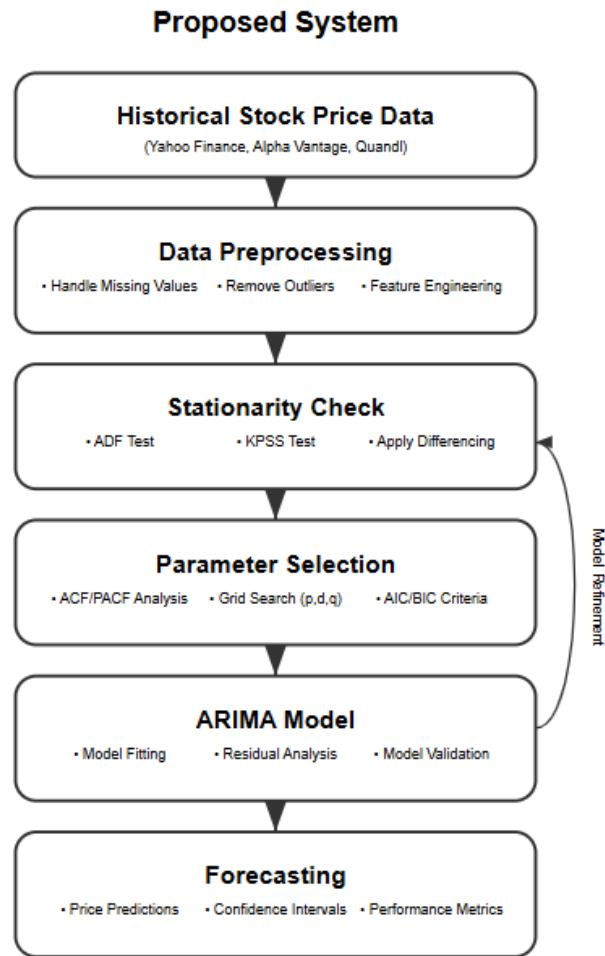 Proposed System
Historical Stock Price Data
(Yahoo Finance, Alpha Vantage, Quandl)
Data Preprocessing
• Handle Missing Values • Remove Outliers • Feature Engineering
Stationarity Check
• ADF Test • KPSS Test • Apply Differencing
Parameter Selection
• ACF/PACF Analysis • Grid Search (p,d,q) • AIC/BIC Criteria
Model Refinement
ARIMA Model
• Model Fitting • Residual Analysis • Model Validation
Forecasting
• Price Predictions • Confidence Intervals • Performance Metrics